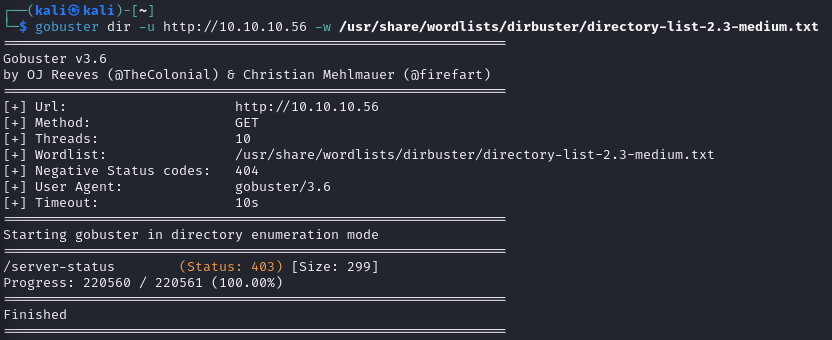 ┌──(kali㉿kali)-[~]
└─$ gobuster dir -u http://10.10.10.56 -w /usr/share/wordlists/dirbuster/directory-list-2.3-medium.txt
===============================================================
Gobuster v3.6
by OJ Reeves (@TheColonial) & Christian Mehlmauer (@firefart)
===============================================================
[+] Url:                     http://10.10.10.56
[+] Method:                  GET
[+] Threads:                 10
[+] Wordlist:                /usr/share/wordlists/dirbuster/directory-list-2.3-medium.txt
[+] Negative Status codes:   404
[+] User Agent:              gobuster/3.6
[+] Timeout:                 10s
===============================================================
Starting gobuster in directory enumeration mode
===============================================================
/server-status        (Status: 403) [Size: 299]
Progress: 220560 / 220561 (100.00%)
===============================================================
Finished
===============================================================